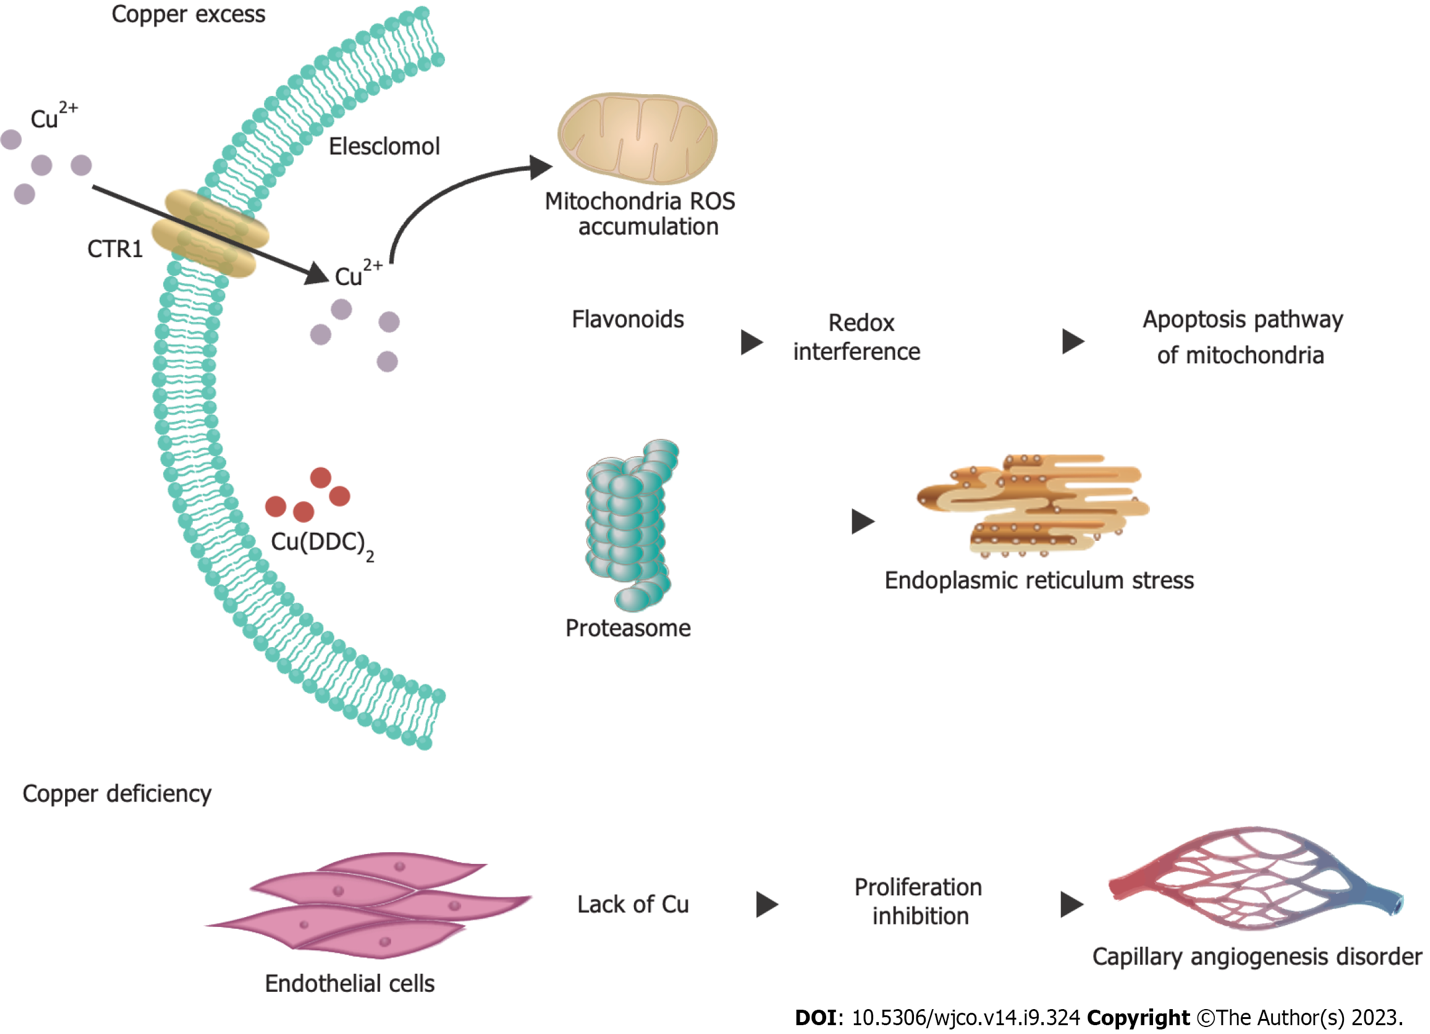 Copper excess
Cu2+
Elesclomol
CTR1
Cu2+
Mitochondria ROS
accumulation
Flavonoids
Redox
interference
Apoptosis pathway
of mitochondria
Cu(DDC)2
Proteasome
Endoplasmic reticulum stress
Copper deficiency
Endothelial cells
Lack of Cu
Proliferation
inhibition
Capillary angiogenesis disorder
DOI: 10.5306/wjco.v14.i9.324 Copyright ©The Author(s) 2023.